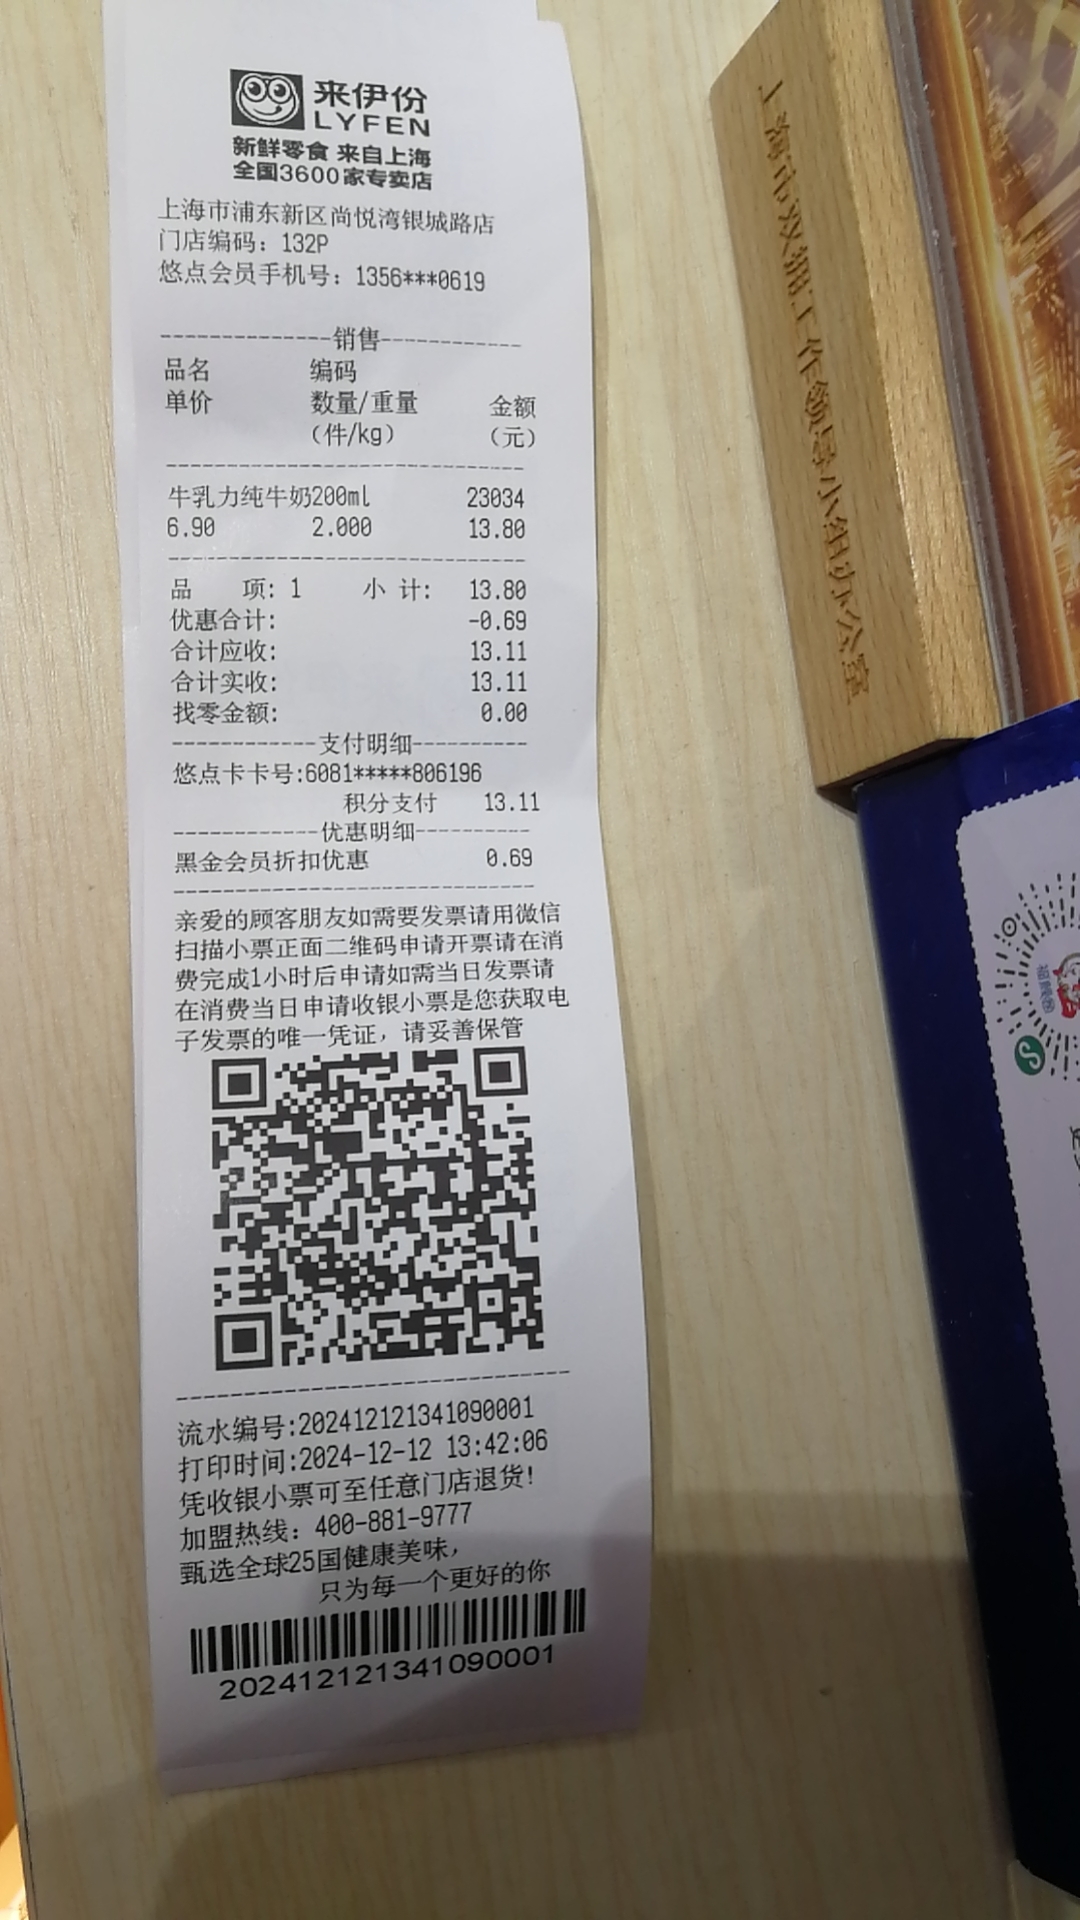 来伊份
LYFEN
新鲜零食 来自上海
全国3600家专卖店
上海市浦东新区尚悦湾银城路店
门店编码：132P
悠点会员手机号：1356***0619
--------------销售------------
品名 编码
单价 数量/重量 金额
（件/kg） （元）
牛乳力纯牛奶200ml 23034
6.90 2.000 13.80
品 项: 1 小 计: 13.80
优惠合计: -0.69
合计应收: 13.11
合计实收: 13.11
找零金额: 0.00
------------支付明细----------
悠点卡卡号:6081*****806196
积分支付 13.11
------------优惠明细----------
黑金会员折扣优惠 0.69
亲爱的顾客朋友如需要发票请用微信
扫描小票正面二维码申请开票请在消
费完成1小时后申请如需当日发票请
在消费当日申请收银小票是您获取电
子发票的唯一凭证，请妥善保管
流水编号:202412121341090001
打印时间:2024-12-12 13:42:06
凭收银小票可至任意门店退货!
加盟热线：400-881-9777
甄选全球25国健康美味，
只为每一个更好的你
202412121341090001
小组办公室